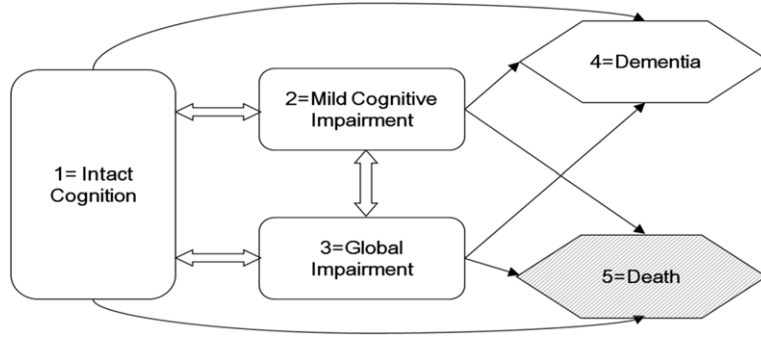 1= Intact
Cognition
2=Mild Cognitive
Impairment
3=Global
Impairment
4=Dementia
5=Death